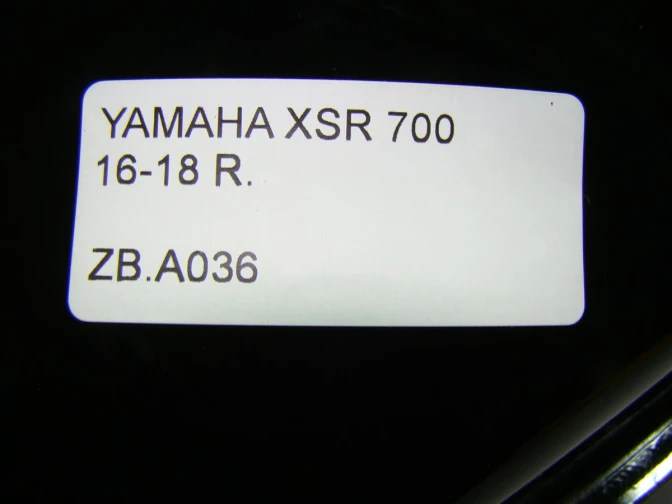 YAMAHA XSR 700
16-18 R.
ZB.A036